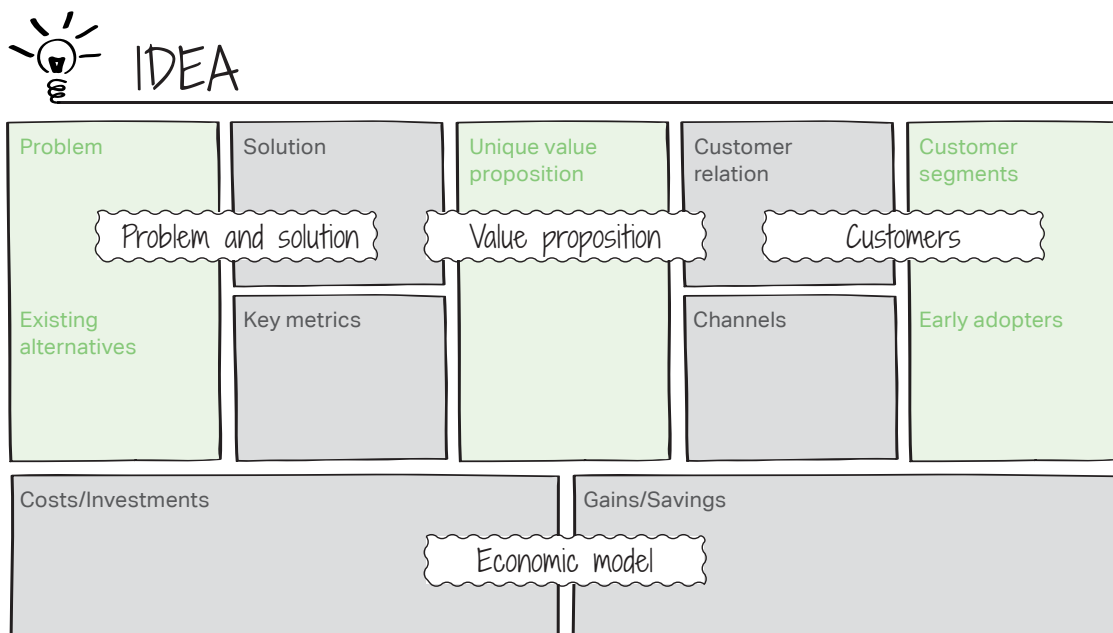 IDEA
Problem
Existing
alternatives
Solution
Key metrics
Problem and solution
Unique value
proposition
Value proposition
Customer
relation
Channels
Customer
segments
Early adopters
Customers
Costs/Investments
Gains/Savings
Economic model